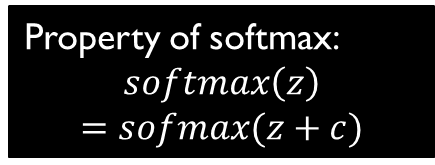 Property of softmax:
softmax(z)
= sofmax(z + c)